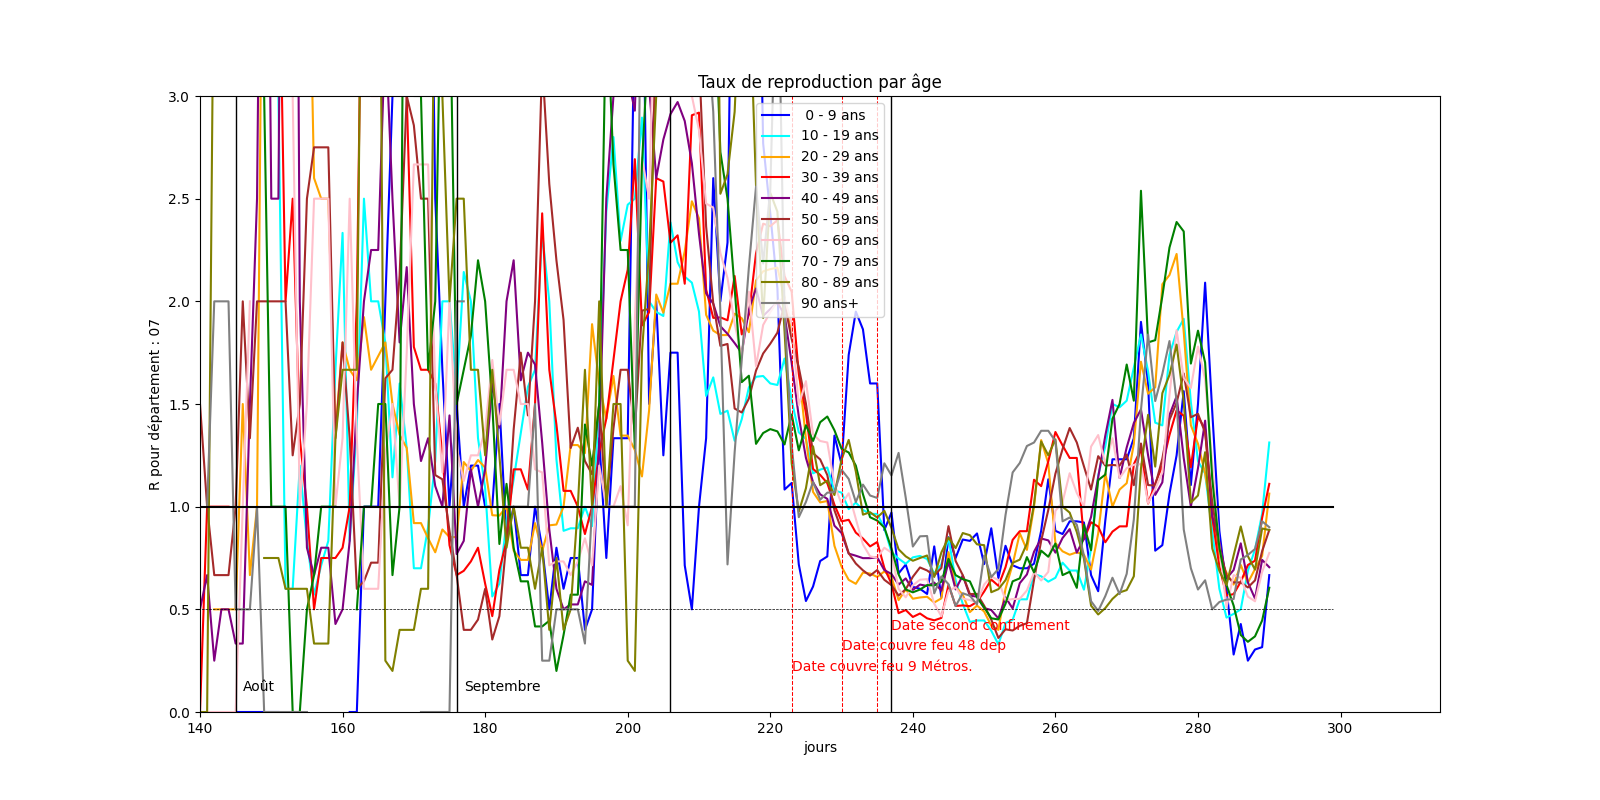 Taux de reproduction par âge
R pour département : 07
3.0
2.5
2.0
1.5
1.0
0.5
0.0
0 - 9 ans
10 - 19 ans
20 - 29 ans
30 - 39 ans
40 - 49 ans
50 - 59 ans
60 - 69 ans
70 - 79 ans
80 - 89 ans
90 ans+
Date second confinement
Date couvre feu 48 dep
Date couvre feu 9 Métros.
Août
Septembre
140
160
180
200
220
240
260
280
300
jours